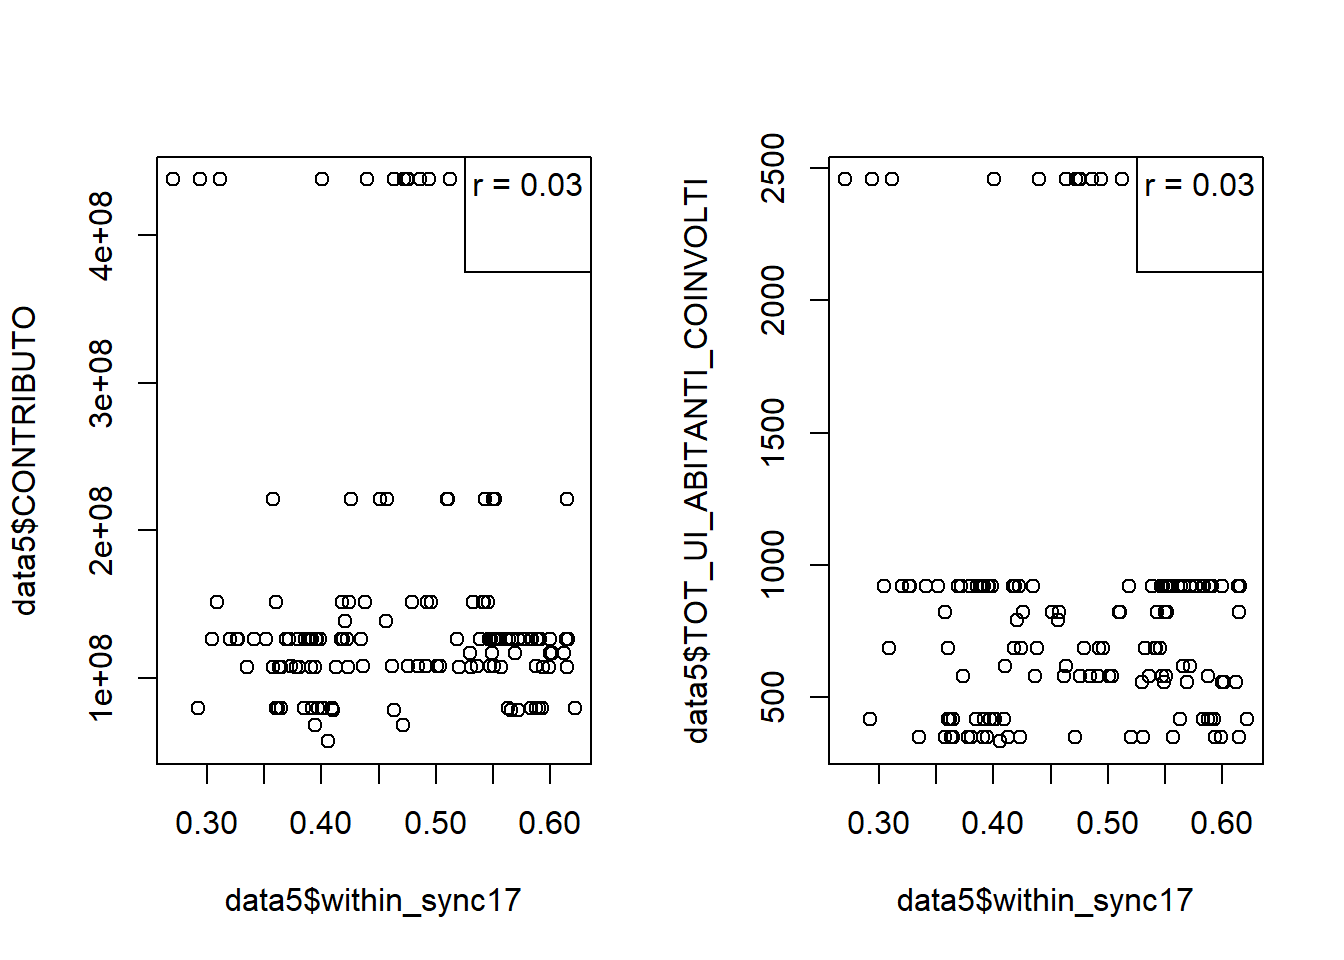 data5$CONTRIBUTO
4e+08
3e+08
2e+08
1e+08
r = 0.03
0.30 0.40 0.50 0.60
data5$within_sync17
data5$TOT_UI_ABITANTI_COINVOLTI
2500
2000
1500
1000
500
r = 0.03
0.30 0.40 0.50 0.60
data5$within_sync17